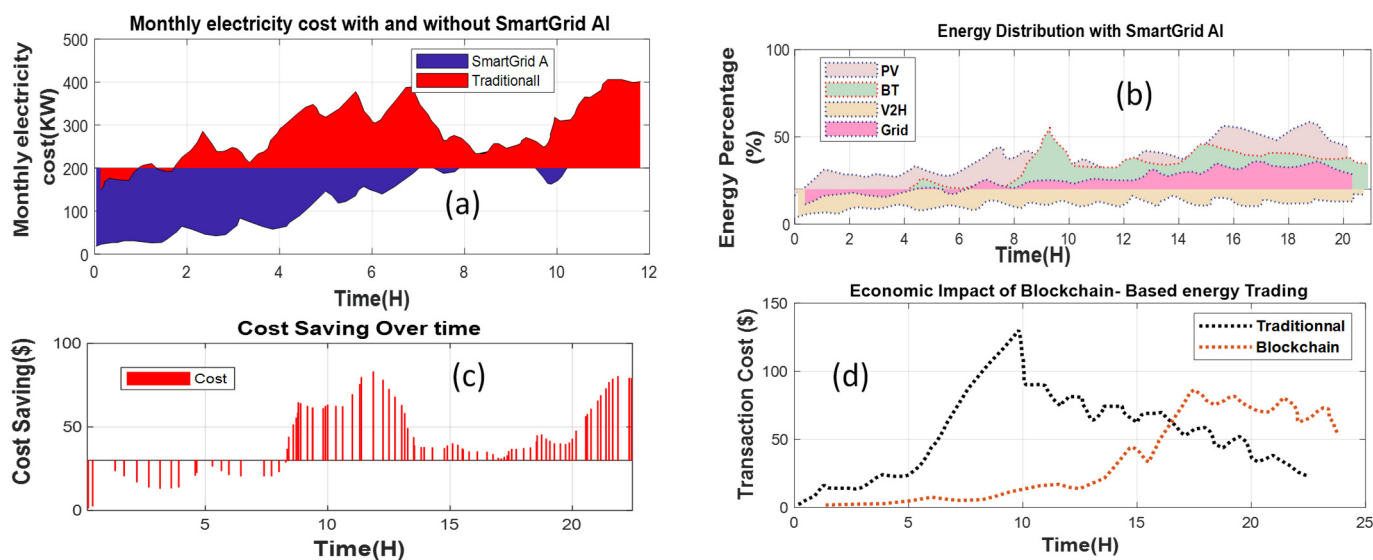 Monthly electricity cost with and without SmartGrid AI
500
400
300
200
100
0
Monthly electricity
cost(KW)
SmartGrid A
Traditionall
(a)
0 2 4 6 8 10 12
Time(H)
Energy Distribution with SmartGrid AI
100
50
0
Energy Percentage
(%)
PV
BT
V2H
Grid
(b)
0 2 4 6 8 10 12 14 16 18 20
Time(H)
Cost Saving Over time
100
50
0
Cost Saving($)
Cost
(c)
5 10 15 20
Time(H)
Economic Impact of Blockchain- Based energy Trading
150
100
50
0
Transaction Cost ($)
Traditionnal
Blockchain
(d)
0 5 10 15 20 25
Time(H)